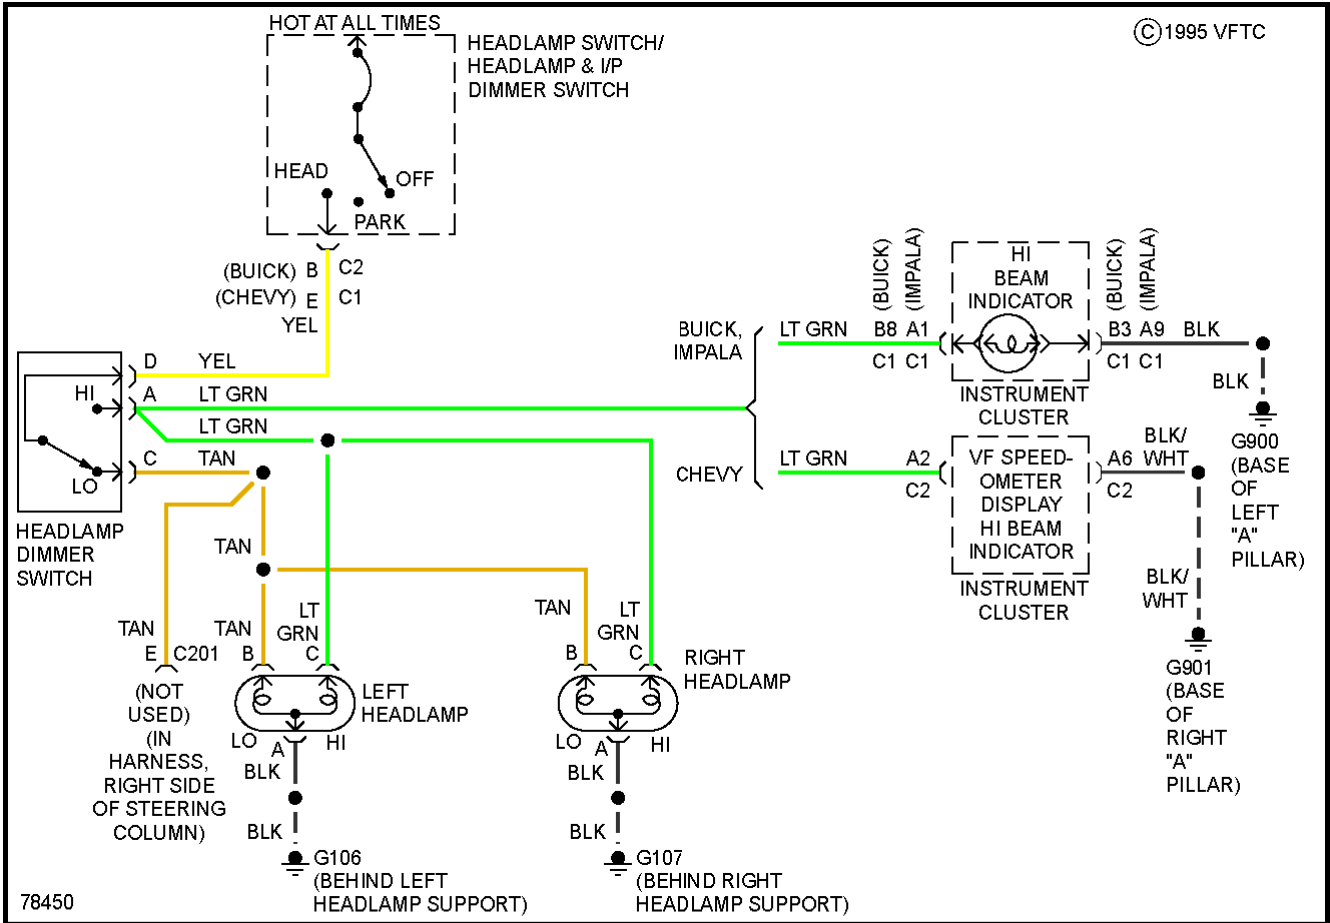 HOT AT ALL TIMES
© 1995 VFTC
HEADLAMP SWITCH/
HEADLAMP & I/P
DIMMER SWITCH
HEAD
OFF
PARK
(BUICK) B C2
(CHEVY) E C1
YEL
D YEL
HI
A LT GRN
LT GRN
C TAN
LO
HEADLAMP
DIMMER
SWITCH
TAN
TAN
E C201
(NOT
USED)
(IN
HARNESS,
RIGHT SIDE
OF STEERING
COLUMN)
TAN
B
LT
GRN
C
LEFT
HEADLAMP
LO
A
HI
BLK
BLK
G106
(BEHIND LEFT
HEADLAMP SUPPORT)
TAN
B
LT
GRN
C
RIGHT
HEADLAMP
LO
A
HI
BLK
BLK
G107
(BEHIND RIGHT
HEADLAMP SUPPORT)
BUICK,
IMPALA
LT GRN
(BUICK)
(IMPALA)
B8 A1
C1 C1
HI
BEAM
INDICATOR
INSTRUMENT
CLUSTER
(BUICK)
(IMPALA)
B3 A9
C1 C1
BLK
BLK
G900
(BASE
OF
LEFT
"A"
PILLAR)
CHEVY
LT GRN
A2
C2
VF SPEED-
OMETER
DISPLAY
HI BEAM
INDICATOR
INSTRUMENT
CLUSTER
A6
C2
BLK/
WHT
BLK/
WHT
G901
(BASE
OF
RIGHT
"A"
PILLAR)
78450